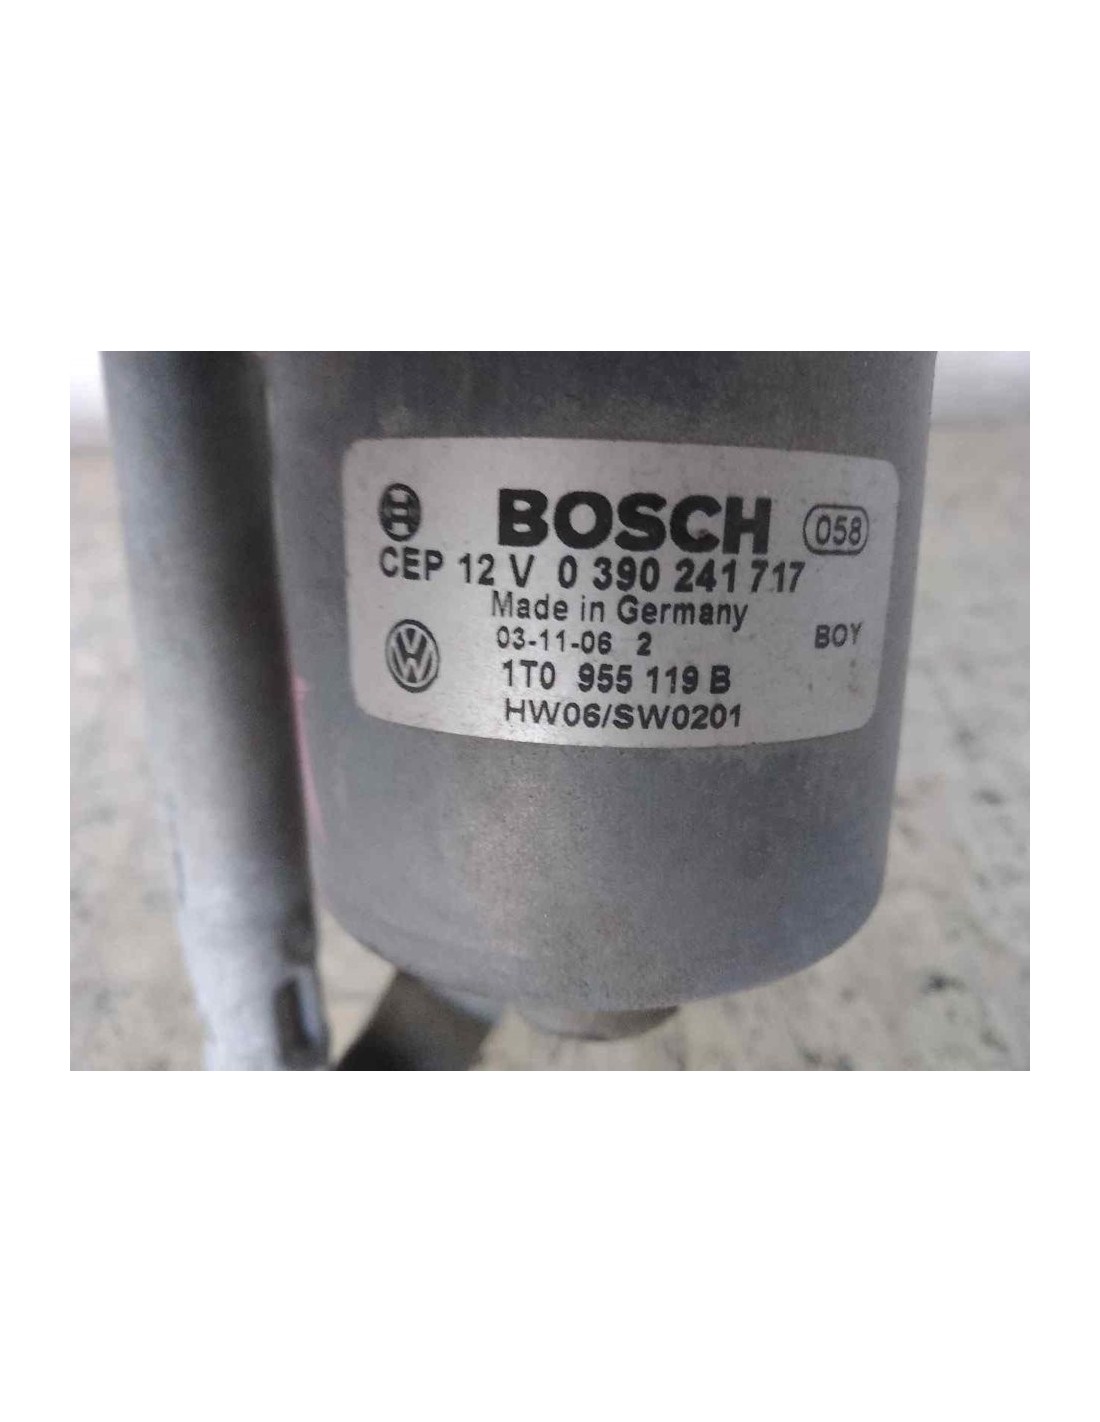 BOSCH 058
CEP 12 V 0 390 241 717
Made in Germany
03-11-06 2 BOY
1T0 955 119 B
HW06/SW0201